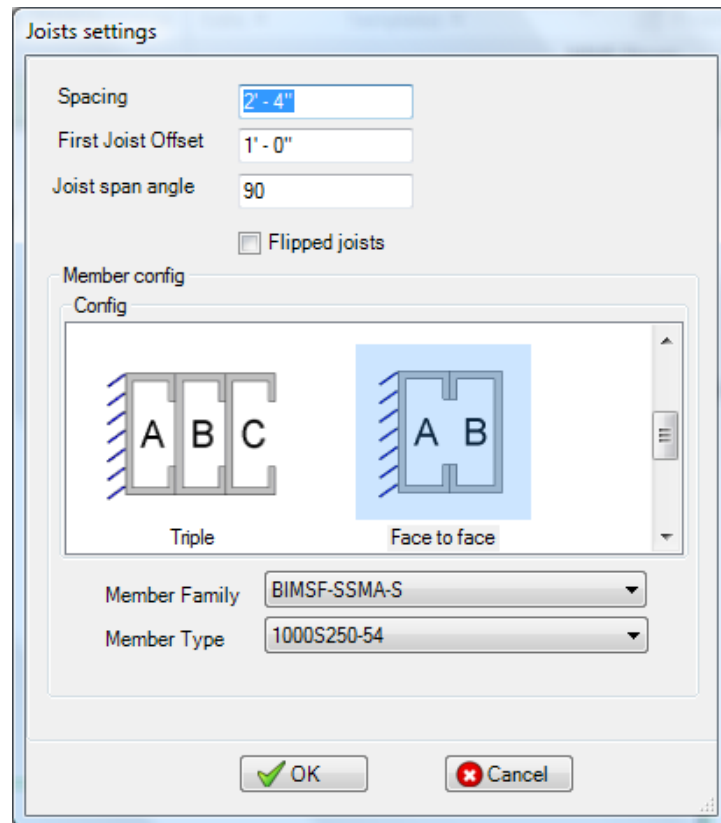 Joists settings
Spacing 2' - 4"
First Joist Offset 1' - 0"
Joist span angle 90
Flipped joists
Member config
Config
A B C A B
Triple Face to face
Member Family BIMSF-SSMA-S
Member Type 1000S250-54
OK Cancel